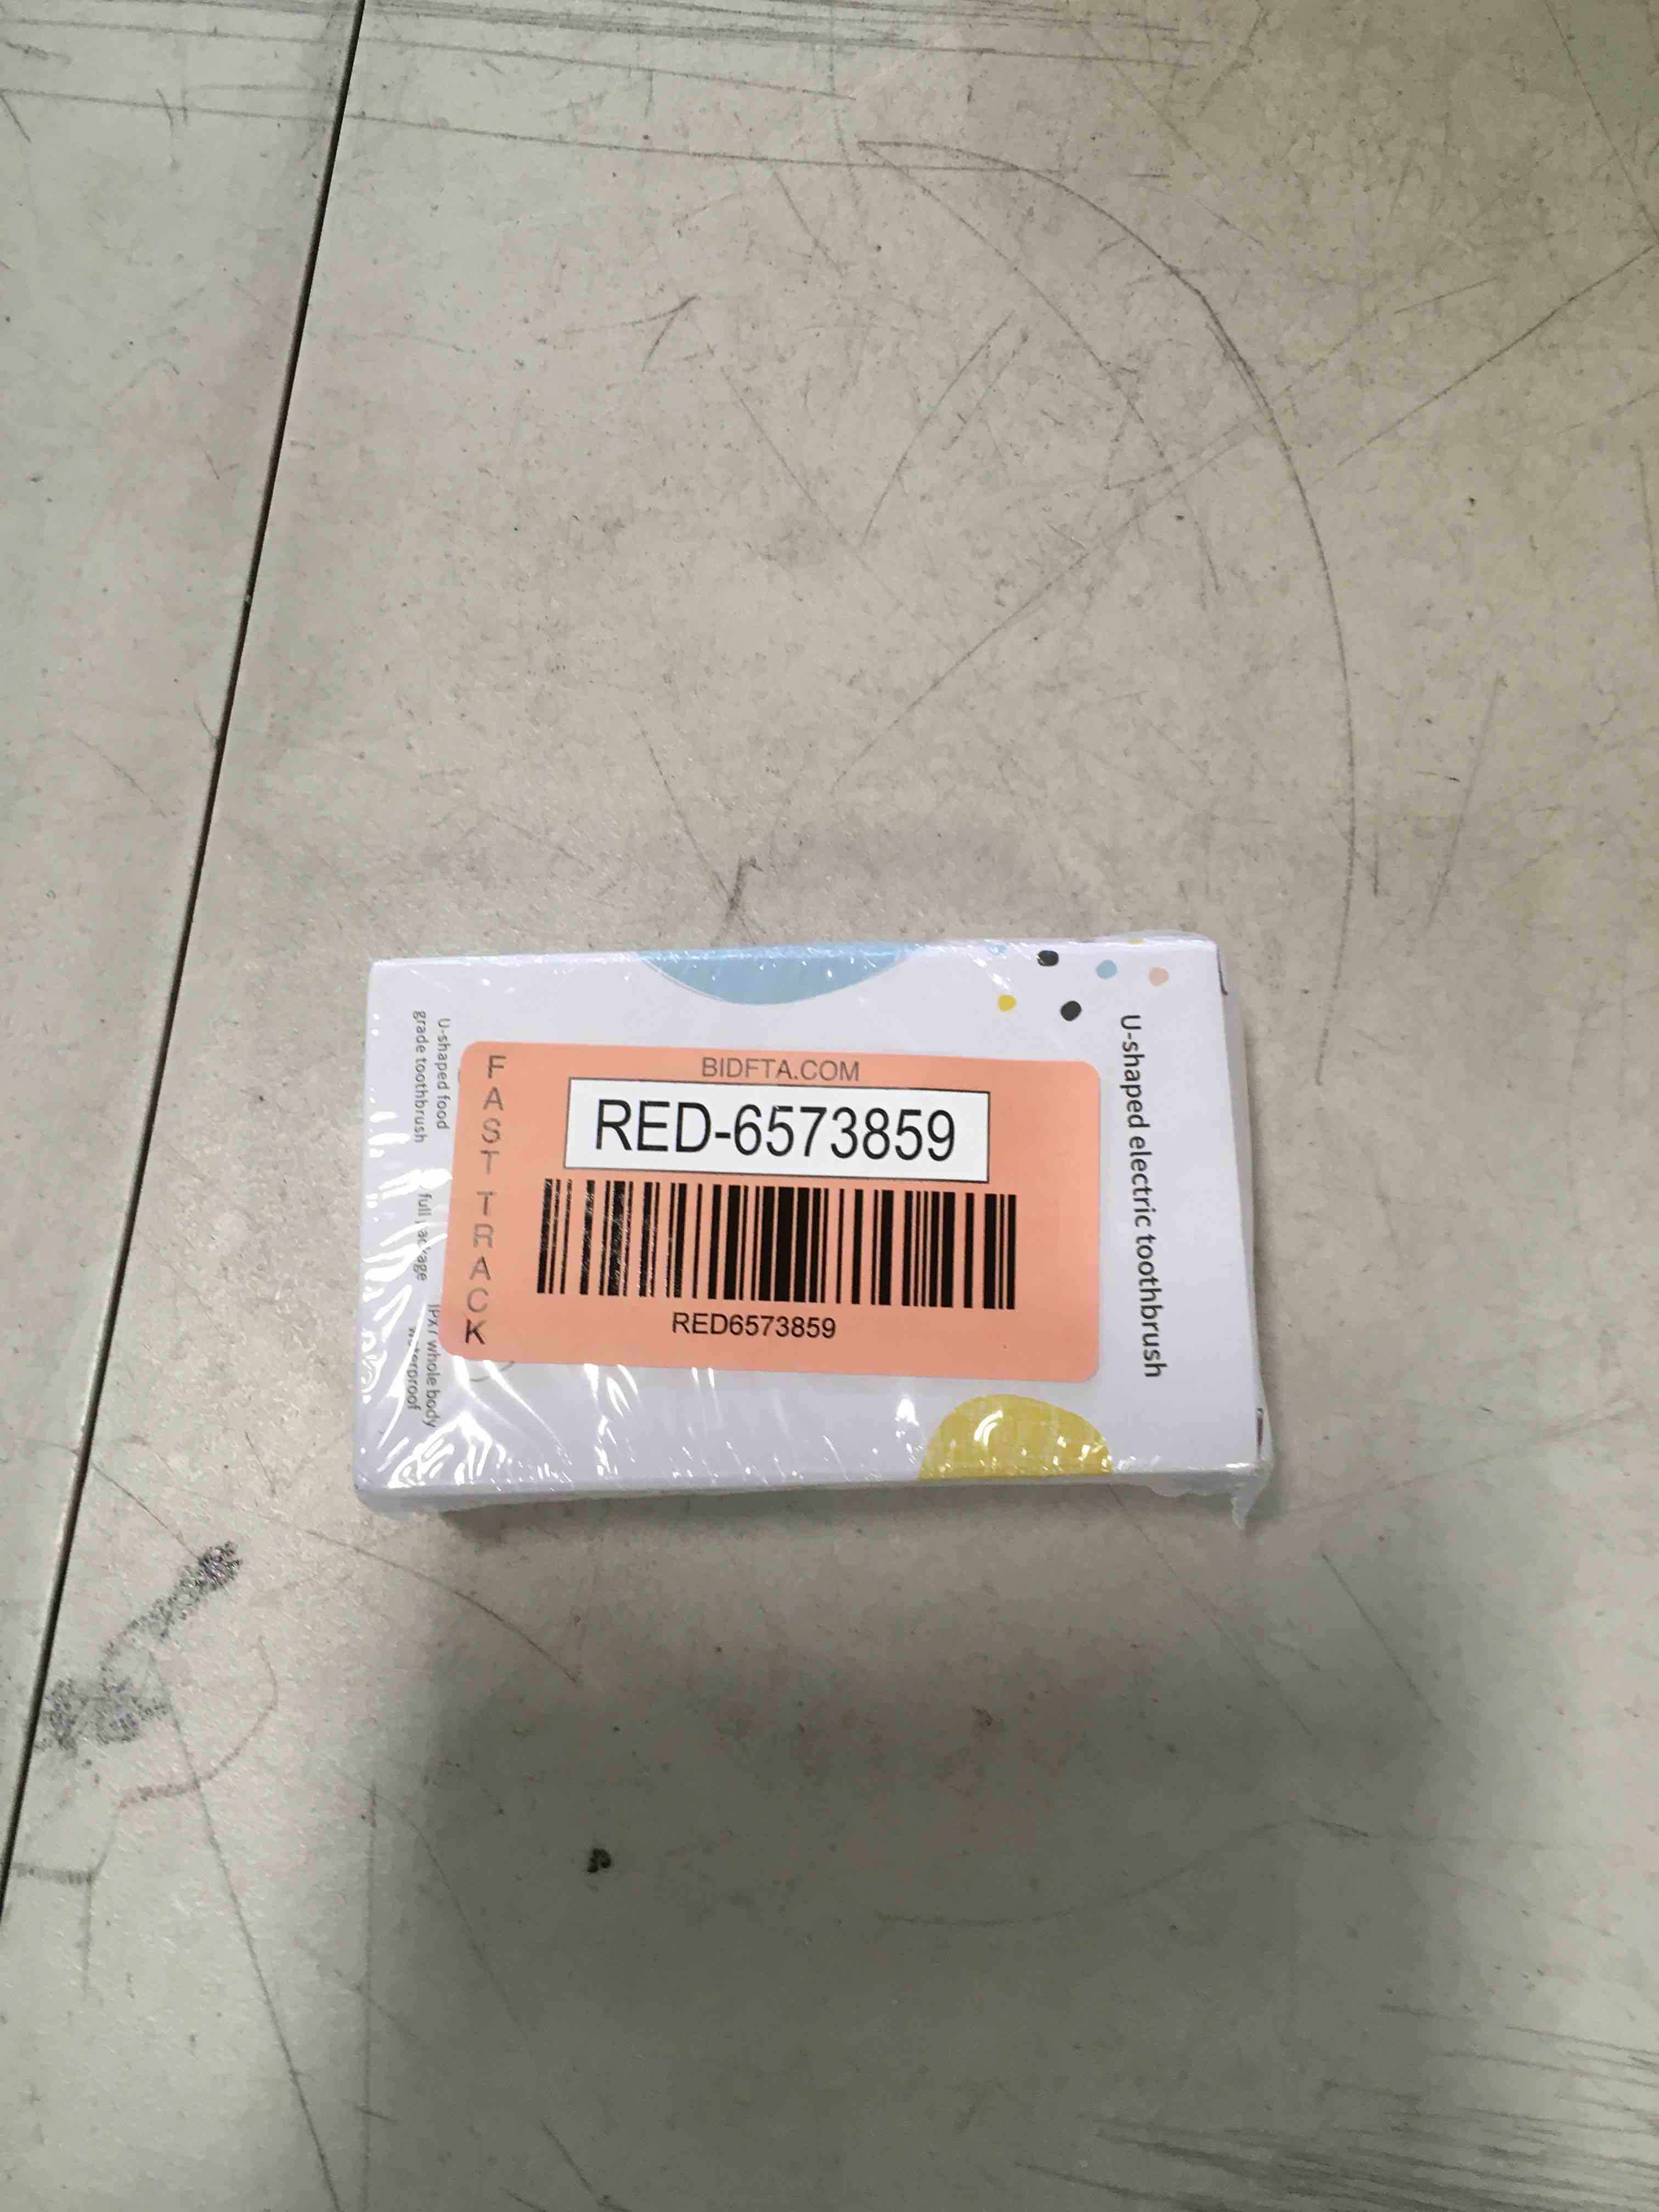 BIDFTA.COM
RED-6573859
RED6573859
FAST TRACK
U-shaped electric toothbrush
U-shaped food
grade toothbrush
full package
IPX7 whole body
waterproof